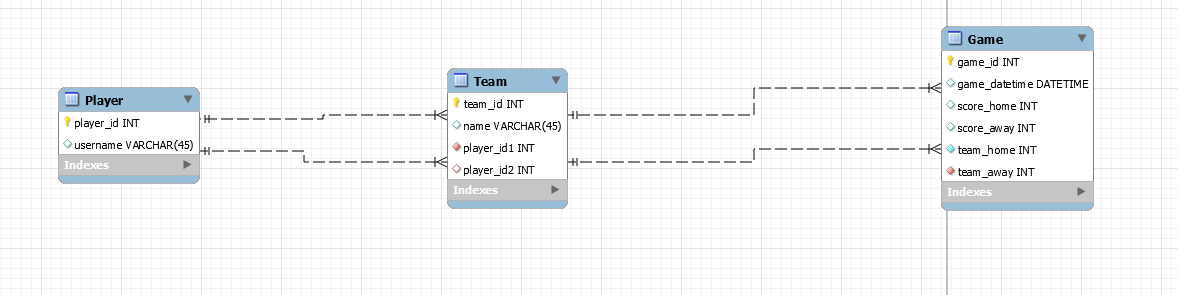 Player
player_id INT
username VARCHAR(45)
Indexes
Team
team_id INT
name VARCHAR(45)
player_id1 INT
player_id2 INT
Indexes
Game
game_id INT
game_datetime DATETIME
score_home INT
score_away INT
team_home INT
team_away INT
Indexes